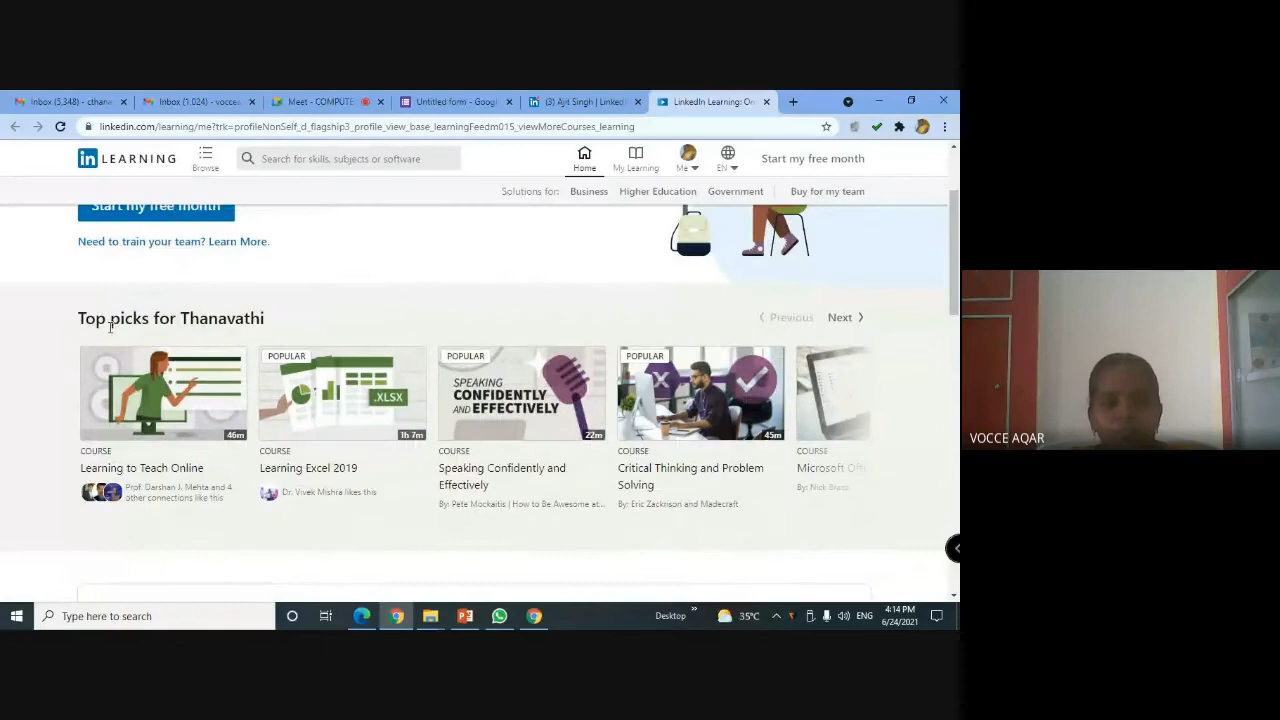 Inbox (5,348) - cthan
Inbox (1,024) - vocce
Meet - COMPUTE
Untitled form - Googl
(3) Ajit Singh | LinkedI
LinkedIn Learning: On
linkedin.com/learning/me?trk=profileNonSelf_d_flagship3_profile_view_base_learningFeedm015_viewMoreCourses_learning
in LEARNING
Browse
Search for skills, subjects or software
Home
My Learning
Me
EN
Start my free month
Solutions for:
Business
Higher Education
Government
Buy for my team
Start my free month
Need to train your team? Learn More.
Top picks for Thanavathi
Previous
Next
46m
COURSE
Learning to Teach Online
Prof. Darshan J. Mehta and 4
other connections like this
POPULAR
.XLSX
1h 7m
COURSE
Learning Excel 2019
Dr. Vivek Mishra likes this
POPULAR
SPEAKING
CONFIDENTLY
AND EFFECTIVELY
22m
COURSE
Speaking Confidently and
Effectively
By: Pete Mockaitis | How to Be Awesome at...
POPULAR
45m
COURSE
Critical Thinking and Problem
Solving
By: Eric Zackrison and Madecraft
COURSE
Microsoft Off
By: Nick Brazz
VOCCE AQAR
Type here to search
Desktop
35°C
ENG
4:14 PM
6/24/2021